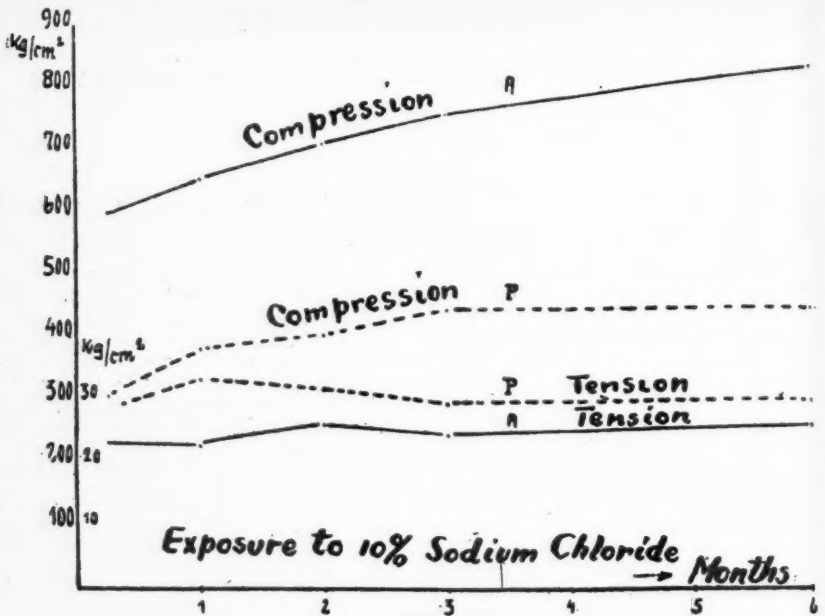 900
Kg/cm²
800
A
Compression
700
600
500
P
Compression
400
Kg/cm²
300 30
P Tension
A Tension
200 20
100 10
Exposure to 10% Sodium Chloride
→ Months
1 2 3 4 5 6